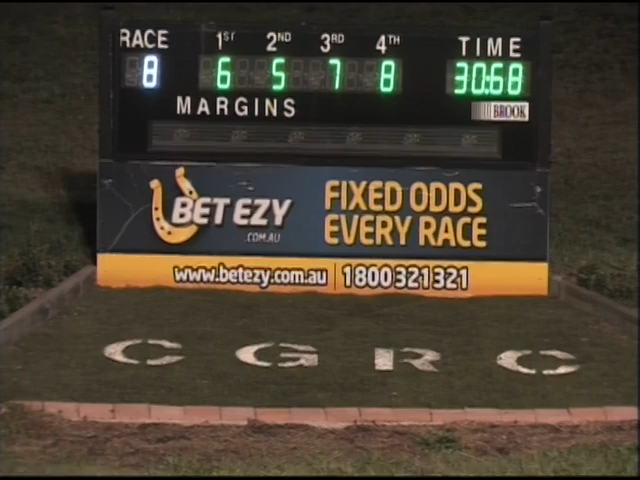 RACE 1ST 2ND 3RD 4TH TIME
8 6 5 7 8 30:68
MARGINS BROOK
BET EZY
.COM.AU
FIXED ODDS
EVERY RACE
www.betezy.com.au 1800 321 321
C G R C